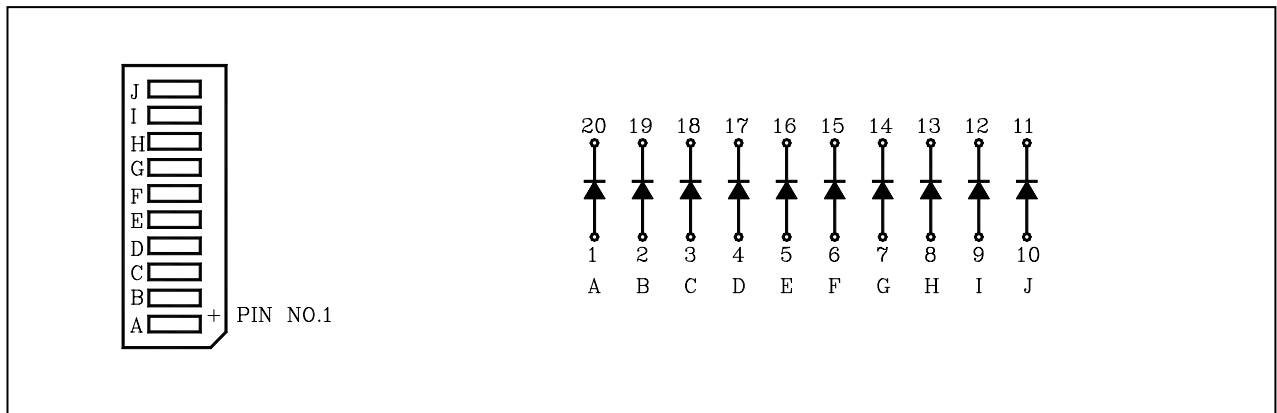 J
I
H
G
F
E
D
C
B
A + PIN NO.1
20 19 18 17 16 15 14 13 12 11
1 2 3 4 5 6 7 8 9 10
A B C D E F G H I J